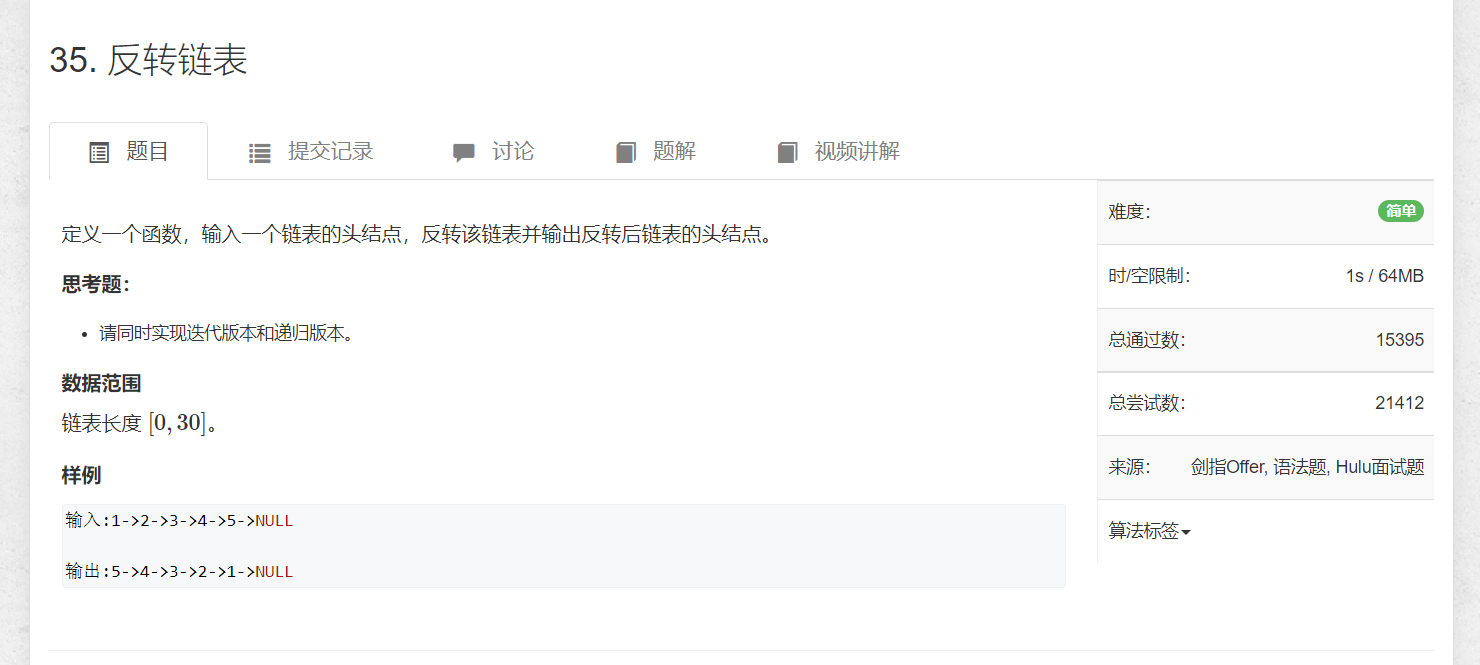 35. 反转链表
题目 提交记录 讨论 题解 视频讲解
定义一个函数，输入一个链表的头结点，反转该链表并输出反转后链表的头结点。
思考题：
请同时实现迭代版本和递归版本。
数据范围
链表长度 [0, 30]。
样例
输入:1->2->3->4->5->NULL
输出:5->4->3->2->1->NULL
难度： 简单
时/空限制： 1s / 64MB
总通过数： 15395
总尝试数： 21412
来源： 剑指Offer, 语法题, Hulu面试题
算法标签